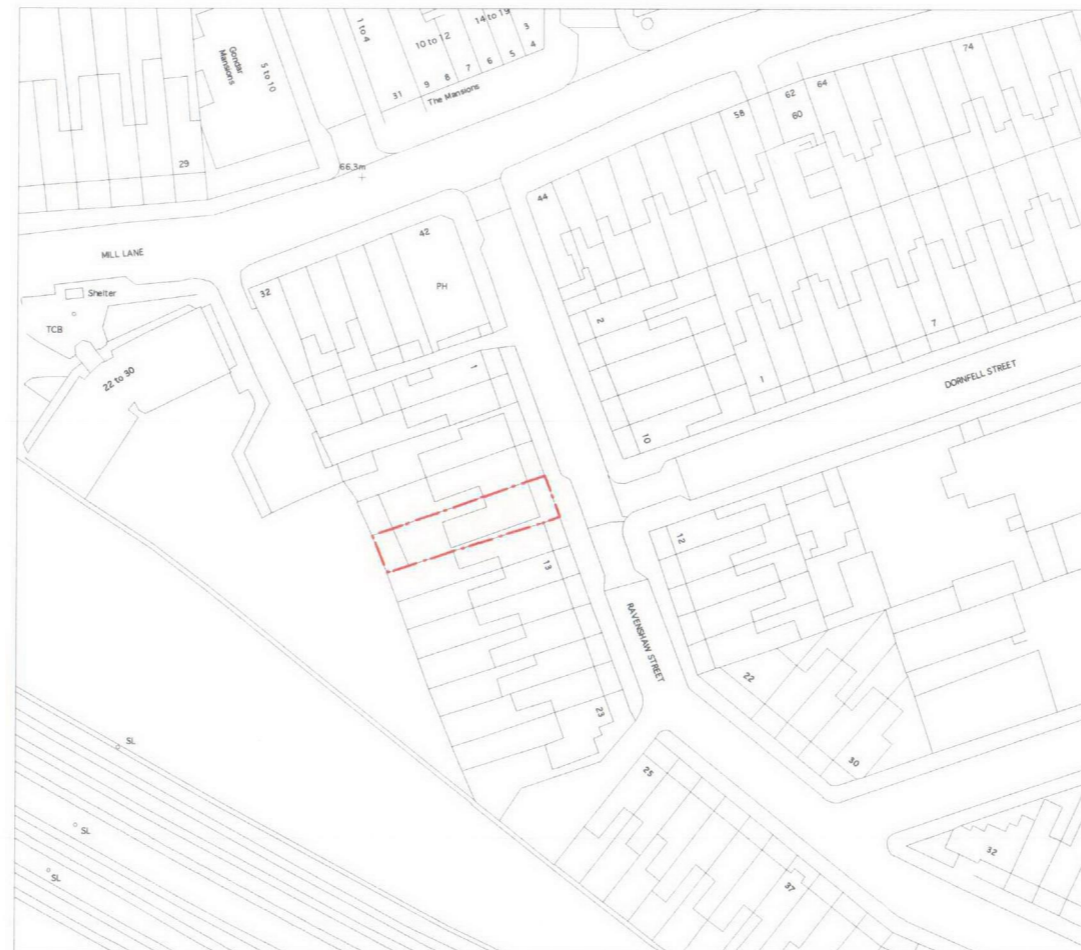 14 to 19
1 to 4
10 to 12
3
4
5
6
7
8
9
31
The Mansions
Gondar
Mansions
5 to 10
29
66.3m
74
64
62
60
58
44
42
32
PH
MILL LANE
Shelter
TCB
22 to 30
1
2
7
1
10
DORNFELL STREET
12
13
RAVENSHAW STREET
22
23
30
25
32
37
SL
SL
SL